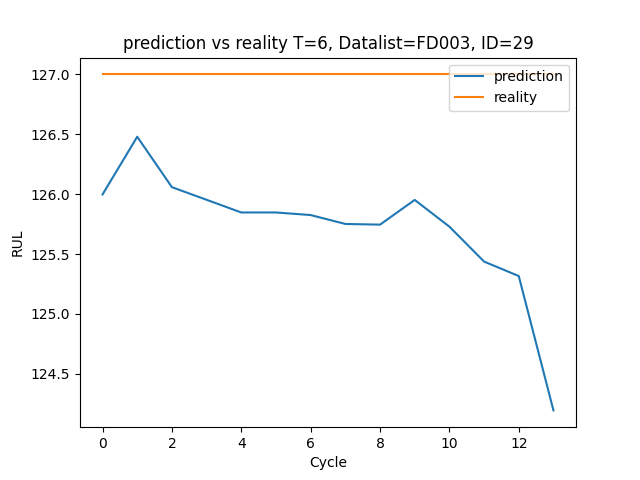 prediction vs reality T=6, Datalist=FD003, ID=29
127.0
126.5
126.0
125.5
125.0
124.5
RUL
prediction
reality
0 2 4 6 8 10 12
Cycle